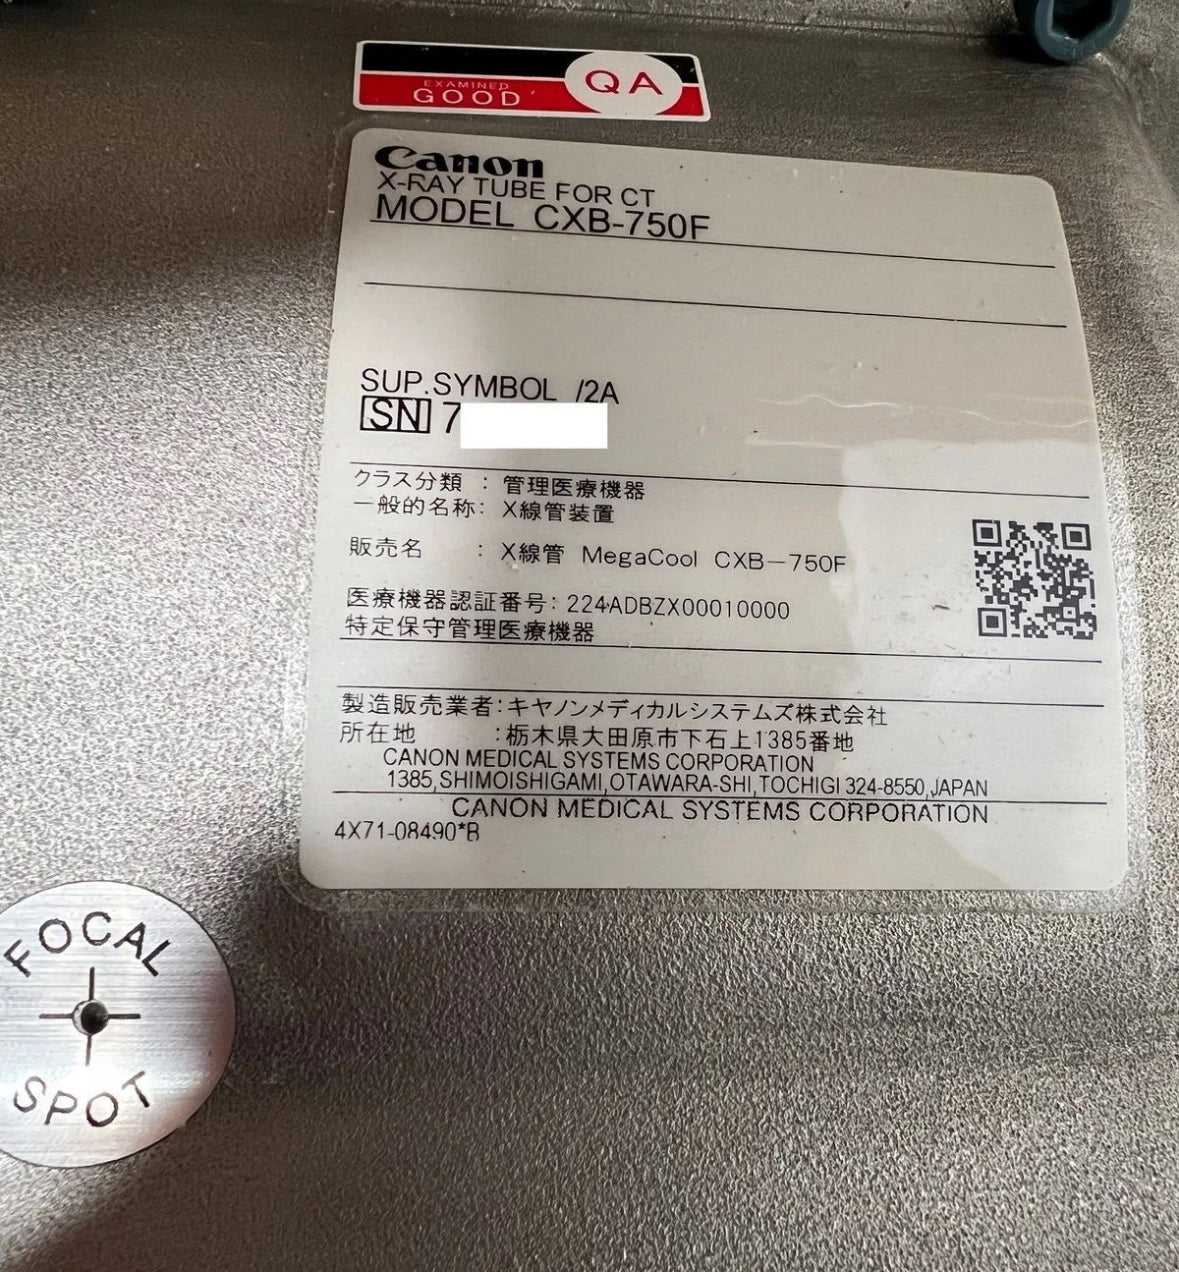 EXAMINED
GOOD
QA
Canon
X-RAY TUBE FOR CT
MODEL CXB-750F
SUP.SYMBOL /2A
SN 7
クラス分類 : 管理医療機器
一般的名称: X線管装置
販売名 : X線管 MegaCool CXB-750F
医療機器認証番号: 224ADBZX00010000
特定保守管理医療機器
製造販売業者:キヤノンメディカルシステムズ株式会社
所在地 :栃木県大田原市下石上1385番地
CANON MEDICAL SYSTEMS CORPORATION
1385,SHIMOISHIGAMI,OTAWARA-SHI,TOCHIGI 324-8550,JAPAN
CANON MEDICAL SYSTEMS CORPORATION
4X71-08490*B
FOCAL
SPOT